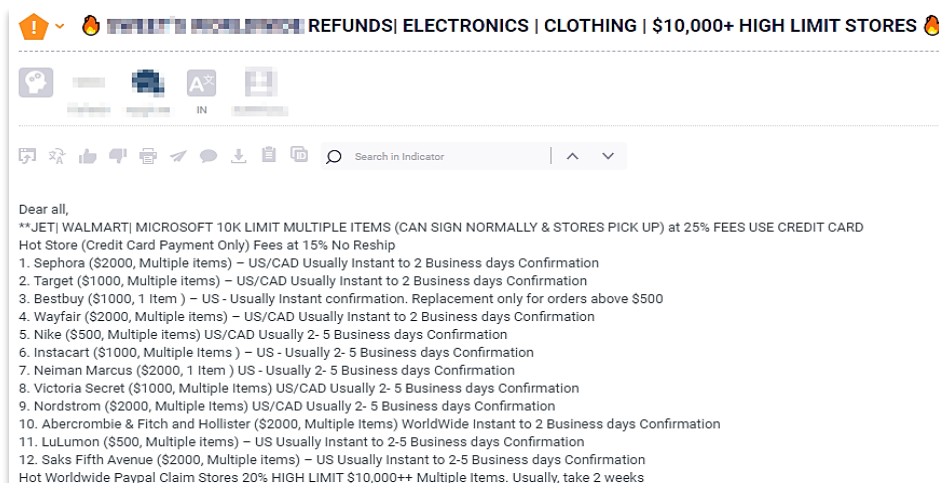 REFUNDS| ELECTRONICS | CLOTHING | $10,000+ HIGH LIMIT STORES
IN
Search in Indicator
Dear all,
**JET| WALMART| MICROSOFT 10K LIMIT MULTIPLE ITEMS (CAN SIGN NORMALLY & STORES PICK UP) at 25% FEES USE CREDIT CARD
Hot Store (Credit Card Payment Only) Fees at 15% No Reship
1. Sephora ($2000, Multiple items) – US/CAD Usually Instant to 2 Business days Confirmation
2. Target ($1000, Multiple items) – US/CAD Usually Instant to 2 Business days Confirmation
3. Bestbuy ($1000, 1 Item ) – US - Usually Instant confirmation. Replacement only for orders above $500
4. Wayfair ($2000, Multiple items) – US/CAD Usually Instant to 2 Business days Confirmation
5. Nike ($500, Multiple items) US/CAD Usually 2- 5 Business days Confirmation
6. Instacart ($1000, Multiple Items ) – US - Usually 2- 5 Business days Confirmation
7. Neiman Marcus ($2000, 1 Item ) US - Usually 2- 5 Business days Confirmation
8. Victoria Secret ($1000, Multiple Items) US/CAD Usually 2- 5 Business days Confirmation
9. Nordstrom ($2000, Multiple Items) US/CAD Usually 2- 5 Business days Confirmation
10. Abercrombie & Fitch and Hollister ($2000, Multiple Items) WorldWide Instant to 2 Business days Confirmation
11. LuLumon ($500, Multiple items) – US Usually Instant to 2-5 Business days Confirmation
12. Saks Fifth Avenue ($2000, Multiple items) – US Usually Instant to 2-5 Business days Confirmation
Hot Worldwide Paypal Claim Stores 20% HIGH LIMIT $10,000++ Multiple Items. Usually, take 2 weeks